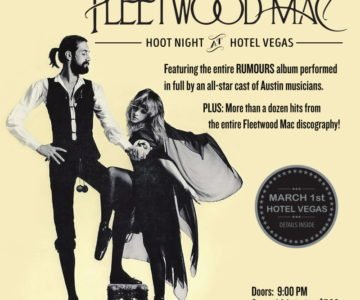 FLEETWOOD MAC
HOOT NIGHT AT HOTEL VEGAS
Featuring the entire RUMOURS album performed
in full by an all-star cast of Austin musicians.
PLUS: More than a dozen hits from
the entire Fleetwood Mac discography!
MARCH 1st
HOTEL VEGAS
DETAILS INSIDE
Doors: 9:00 PM